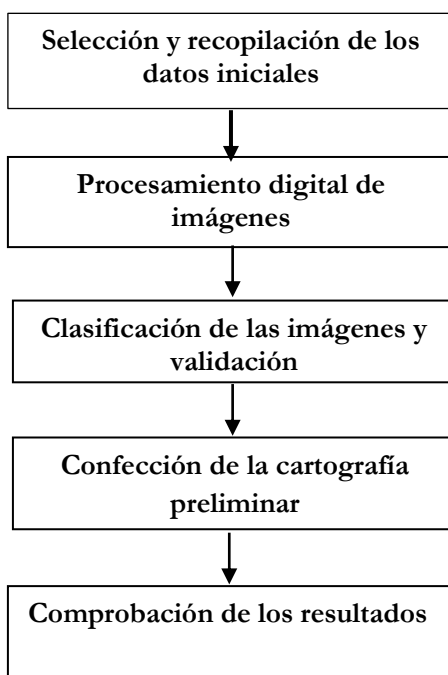 Selección y recopilación de los
datos iniciales
Procesamiento digital de
imágenes
Clasificación de las imágenes y
validación
Confección de la cartografía
preliminar
Comprobación de los resultados